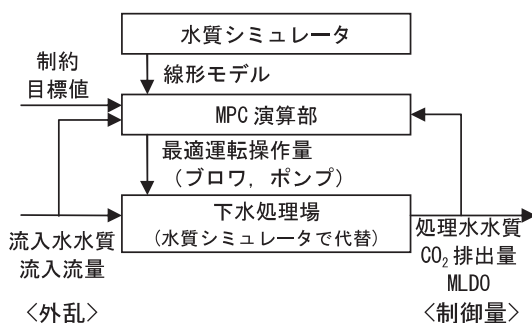 水質シミュレータ
制約
目標値
線形モデル
MPC 演算部
最適運転操作量
(ブロワ, ポンプ)
下水処理場
(水質シミュレータで代替)
流入水水質
流入流量
〈外乱〉
処理水水質
CO₂ 排出量
MLDO
〈制御量〉